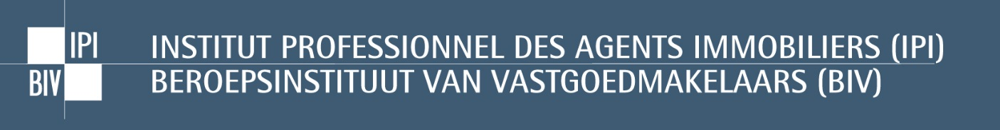 IPI
BIV
INSTITUT PROFESSIONNEL DES AGENTS IMMOBILIERS (IPI)
BEROEPSINSTITUUT VAN VASTGOEDMAKELAARS (BIV)